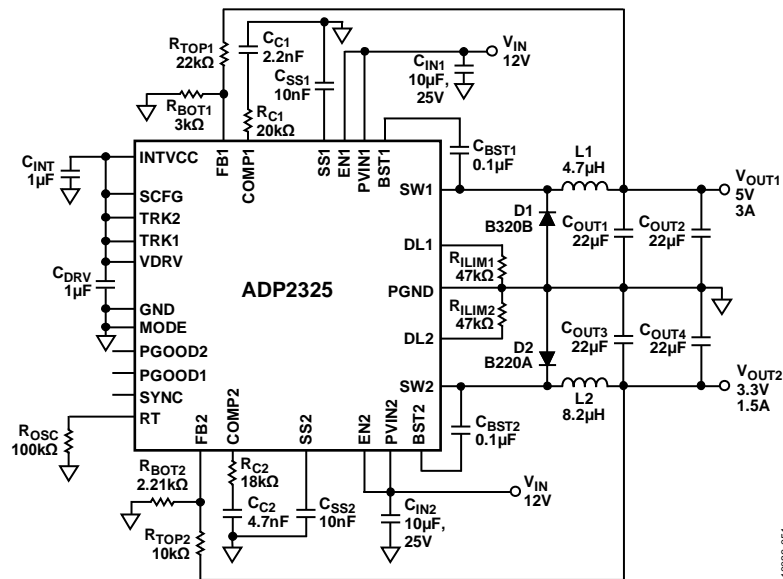 RTOP1
22kΩ
CC1
2.2nF
CSS1
10nF
CIN1
10µF,
25V
VIN
12V
RBOT1
3kΩ
RC1
20kΩ
CINT
1µF
FB1
COMP1
SS1
EN1
PVIN1
BST1
CBST1
0.1µF
L1
4.7µH
INTVCC
SCFG
TRK2
TRK1
VDRV
GND
MODE
PGOOD2
PGOOD1
SYNC
RT
CDRV
1µF
ADP2325
SW1
DL1
PGND
DL2
SW2
D1
B320B
RILIM1
47kΩ
RILIM2
47kΩ
D2
B220A
COUT1
22µF
COUT2
22µF
COUT3
22µF
COUT4
22µF
VOUT1
5V
3A
VOUT2
3.3V
1.5A
L2
8.2µH
CBST2
0.1µF
ROSC
100kΩ
FB2
COMP2
SS2
EN2
PVIN2
BST2
RBOT2
2.21kΩ
RC2
18kΩ
CC2
4.7nF
CSS2
10nF
VIN
12V
CIN2
10µF,
25V
RTOP2
10kΩ